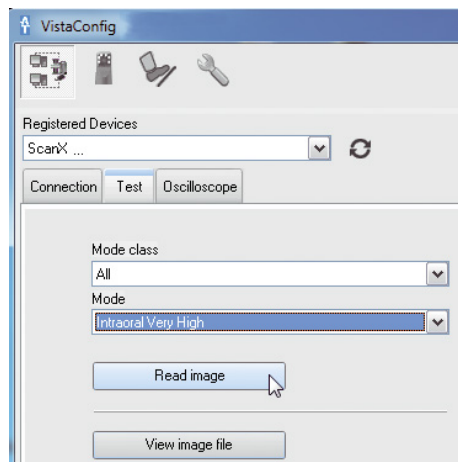 VistaConfig
Registered Devices
ScanX ...
Connection Test Oscilloscope
Mode class
All
Mode
Intraoral Very High
Read image
View image file